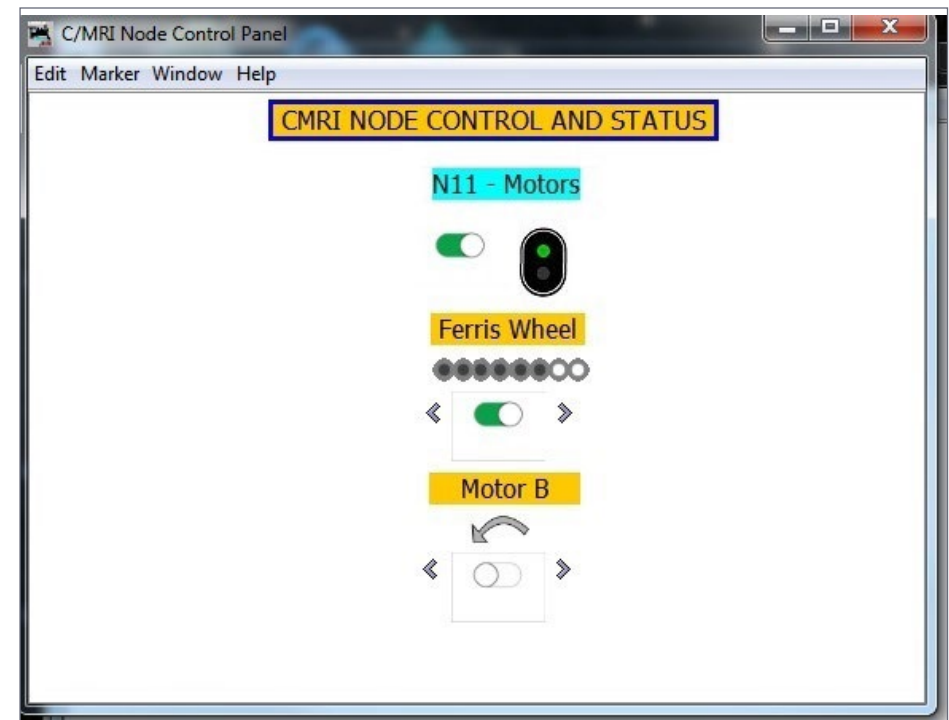 C/MRI Node Control Panel
Edit Marker Window Help
CMRI NODE CONTROL AND STATUS
N11 - Motors
Ferris Wheel
Motor B